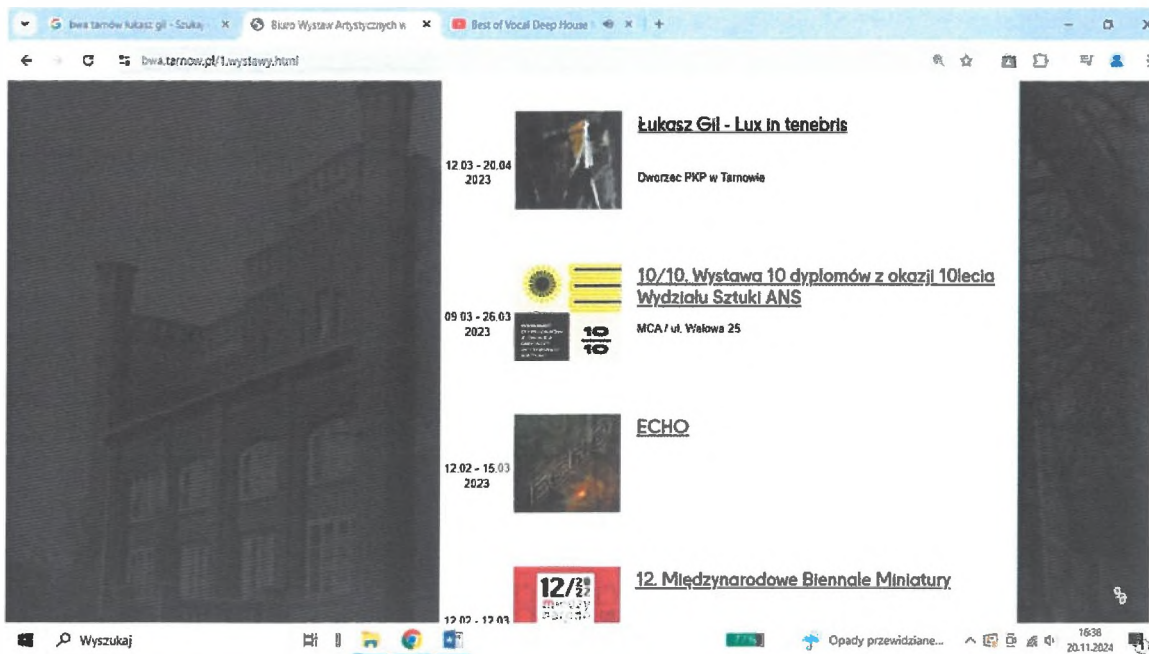 bwa tarnów łukasz gil - Szukaj
Biuro Wystaw Artystycznych w
Best of Vocal Deep House
bwa.tarnow.pl/1,wystawy.html
Łukasz Gil - Lux in tenebris
12.03 - 20.04
2023
Dworzec PKP w Tarnowie
10/10. Wystawa 10 dyplomów z okazji 10lecia
Wydziału Sztuki ANS
09.03 - 26.03
2023
MCA / ul. Wałowa 25
10
10
ECHO
12.02 - 15.03
2023
12. Międzynarodowe Biennale Miniatury
12/
12.02 - 12.03
Wyszukaj
77%
Opady przewidziane...
16:38
20.11.2024